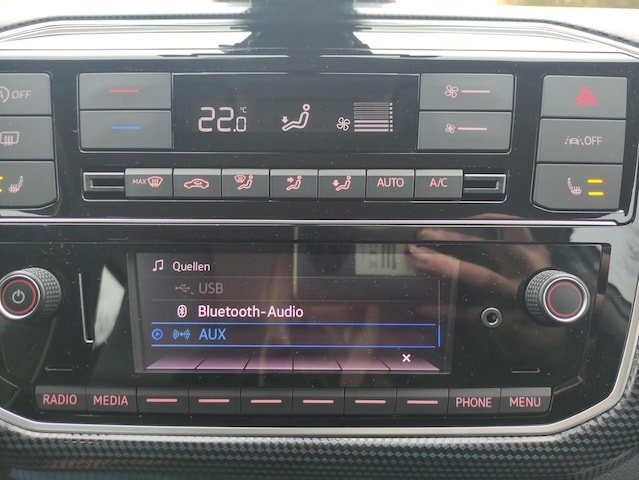 OFF
22.0 °C
OFF
MAX
AUTO
A/C
Quellen
USB
Bluetooth-Audio
AUX
RADIO
MEDIA
PHONE
MENU